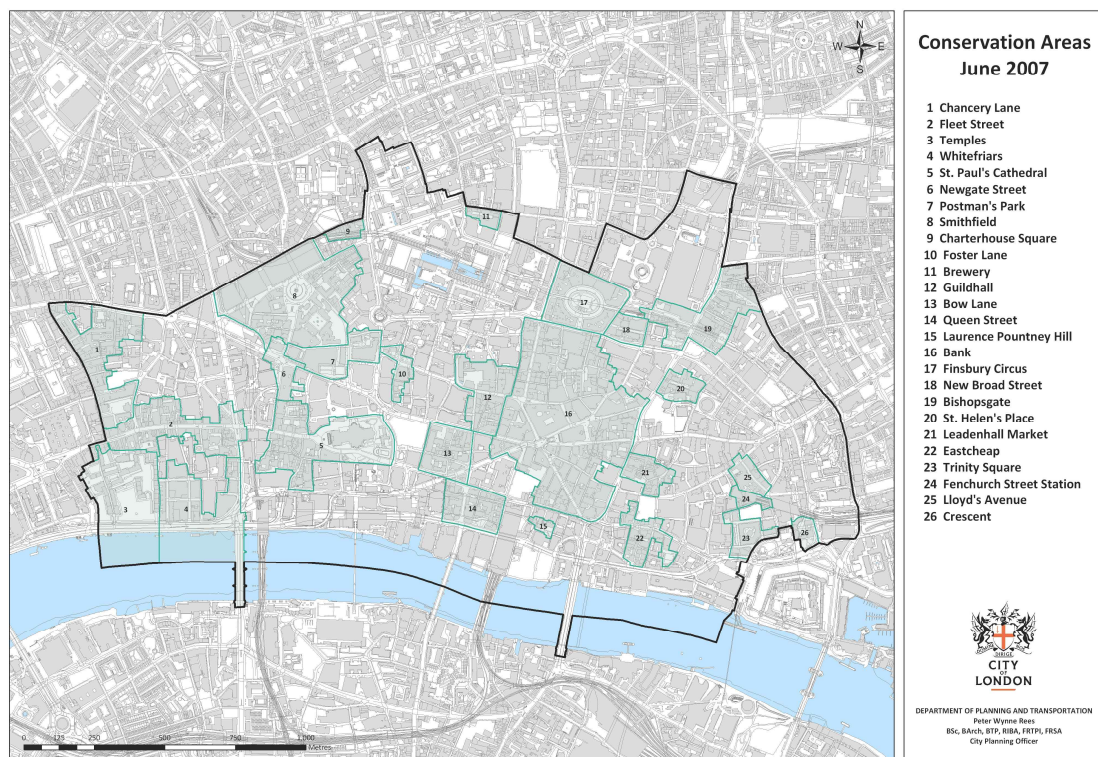 N
W E
S
11
9
8
17
18
19
1
7
6
10
20
12
16
2
5
13
21
25
24
14
3
4
15
22
23
26
0 125 250 500 750 1,000
Metres
Conservation Areas
June 2007
1 Chancery Lane
2 Fleet Street
3 Temples
4 Whitefriars
5 St. Paul's Cathedral
6 Newgate Street
7 Postman's Park
8 Smithfield
9 Charterhouse Square
10 Foster Lane
11 Brewery
12 Guildhall
13 Bow Lane
14 Queen Street
15 Laurence Pountney Hill
16 Bank
17 Finsbury Circus
18 New Broad Street
19 Bishopsgate
20 St. Helen's Place
21 Leadenhall Market
22 Eastcheap
23 Trinity Square
24 Fenchurch Street Station
25 Lloyd's Avenue
26 Crescent
CITY
OF
LONDON
DEPARTMENT OF PLANNING AND TRANSPORTATION
Peter Wynne Rees
BSc, BArch, BTP, RIBA, FRTPI, FRSA
City Planning Officer